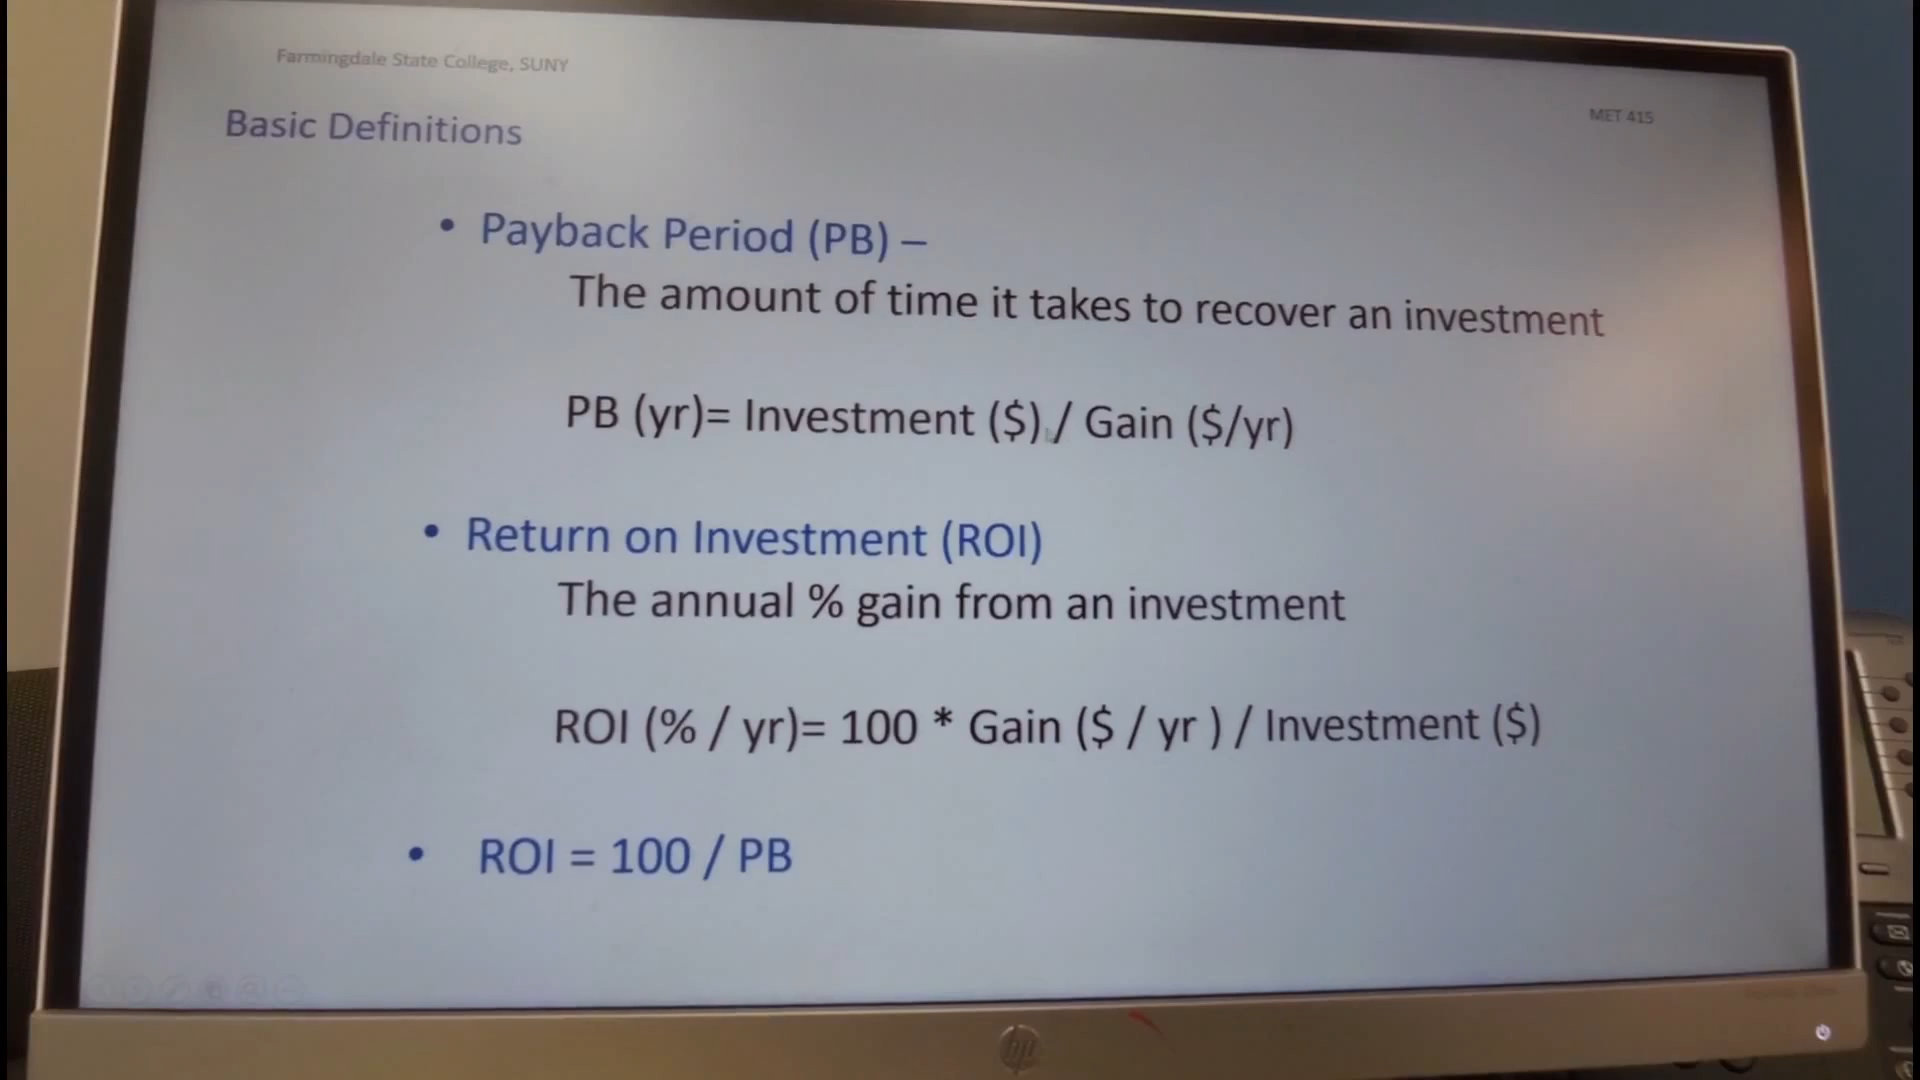 Farmingdale State College, SUNY
MET 415
Basic Definitions
• Payback Period (PB) –
The amount of time it takes to recover an investment
PB (yr)= Investment ($) / Gain ($/yr)
• Return on Investment (ROI)
The annual % gain from an investment
ROI (% / yr)= 100 * Gain ($ / yr ) / Investment ($)
• ROI = 100 / PB
hp